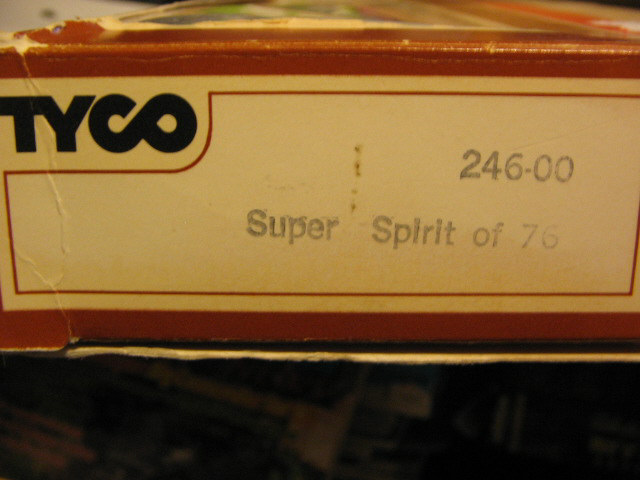 TYCO
246-00
Super Spirit of 76